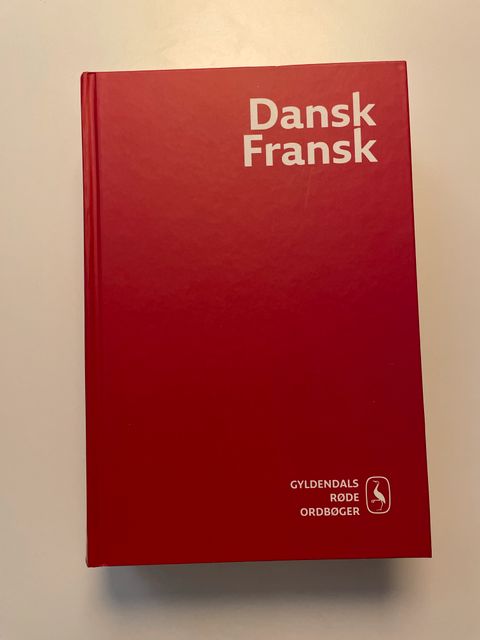 Dansk
Fransk
GYLDENDALS
RØDE
ORDBØGER